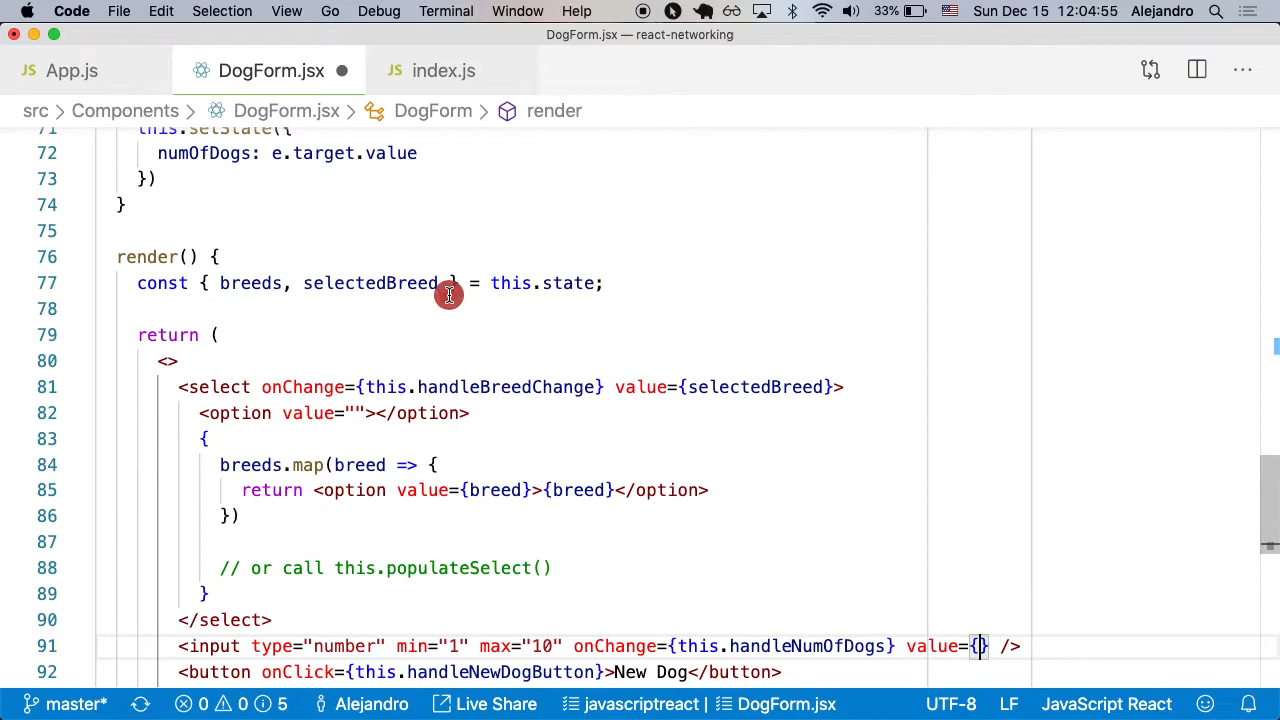 Code File Edit Selection View Go Debug Terminal Window Help 33% Sun Dec 15 12:04:55 Alejandro
DogForm.jsx — react-networking
JS App.js DogForm.jsx JS index.js
src > Components > DogForm.jsx > DogForm > render
71 this.setState({
72 numOfDogs: e.target.value
73 })
74 }
75
76 render() {
77 const { breeds, selectedBreed } = this.state;
78
79 return (
80 <>
81 <select onChange={this.handleBreedChange} value={selectedBreed}>
82 <option value=""></option>
83 {
84 breeds.map(breed => {
85 return <option value={breed}>{breed}</option>
86 })
87
88 // or call this.populateSelect()
89 }
90 </select>
91 <input type="number" min="1" max="10" onChange={this.handleNumOfDogs} value={} />
92 <button onClick={this.handleNewDogButton}>New Dog</button>
master* 0 0 5 Alejandro Live Share javascriptreact | DogForm.jsx UTF-8 LF JavaScript React